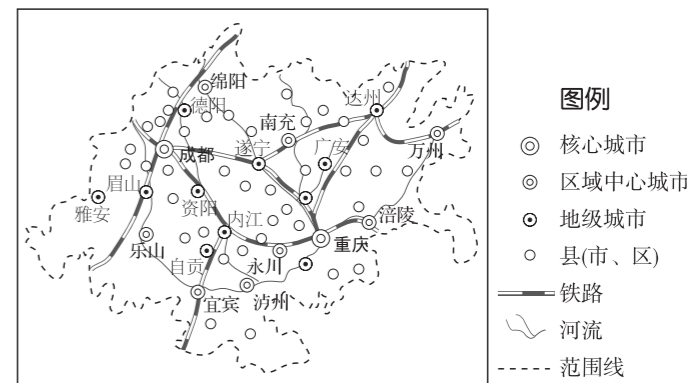 绵阳
德阳
达州
南充
成都
遂宁
广安
万州
眉山
资阳
雅安
内江
涪陵
乐山
重庆
自贡
永川
宜宾
泸州
图例
核心城市
区域中心城市
地级城市
县(市、区)
铁路
河流
范围线